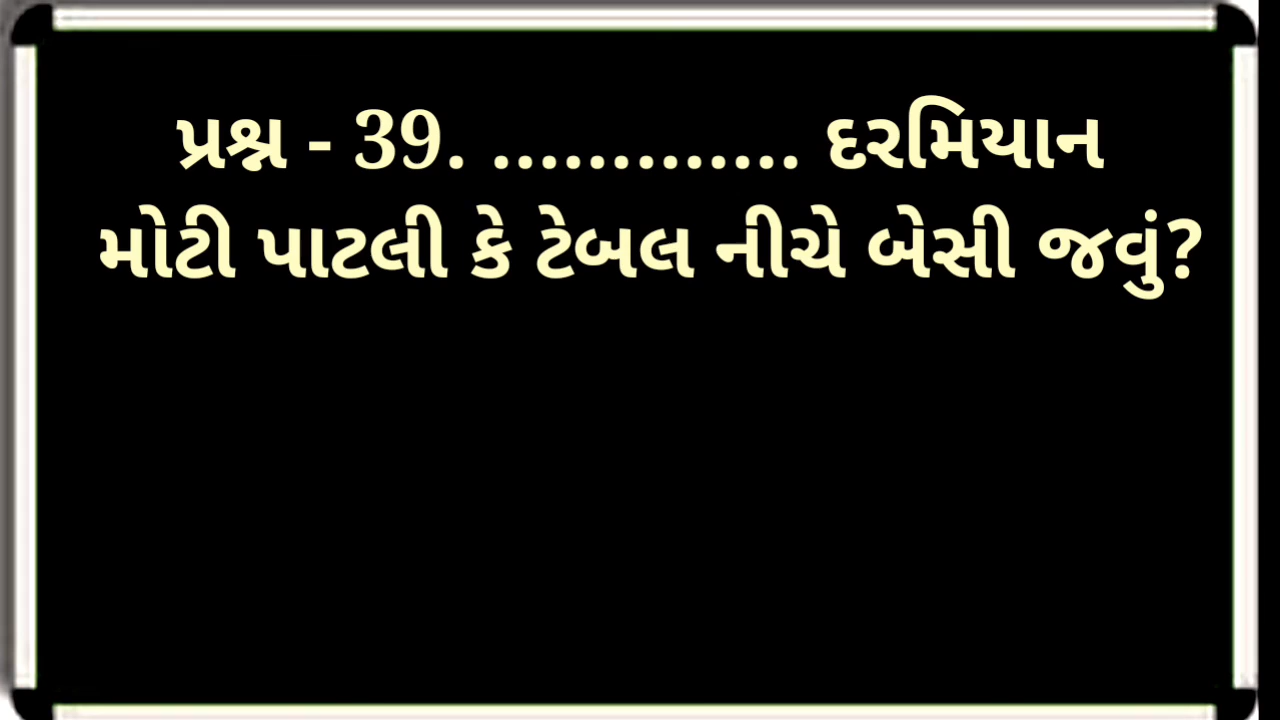 પ્રશ્ન - 39. ............. દરમિયાન
મોટી પાટલી કે ટેબલ નીચે બેસી જવું?